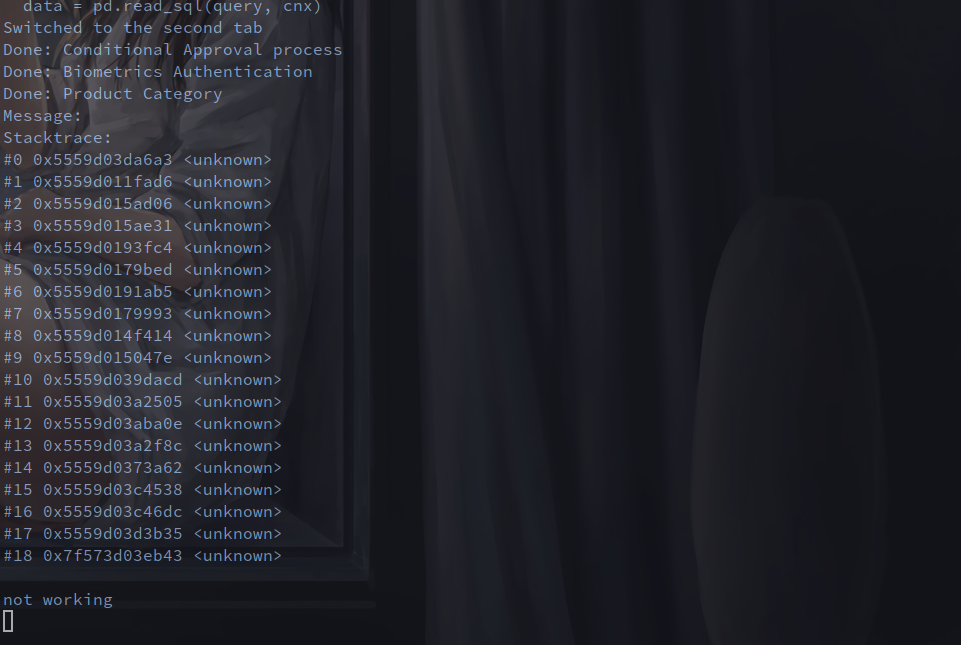 data = pd.read_sql(query, cnx)
Switched to the second tab
Done: Conditional Approval process
Done: Biometrics Authentication
Done: Product Category
Message:
Stacktrace:
#0 0x5559d03da6a3 <unknown>
#1 0x5559d011fad6 <unknown>
#2 0x5559d015ad06 <unknown>
#3 0x5559d015ae31 <unknown>
#4 0x5559d0193fc4 <unknown>
#5 0x5559d0179bed <unknown>
#6 0x5559d0191ab5 <unknown>
#7 0x5559d0179993 <unknown>
#8 0x5559d014f414 <unknown>
#9 0x5559d015047e <unknown>
#10 0x5559d039dacd <unknown>
#11 0x5559d03a2505 <unknown>
#12 0x5559d03aba0e <unknown>
#13 0x5559d03a2f8c <unknown>
#14 0x5559d0373a62 <unknown>
#15 0x5559d03c4538 <unknown>
#16 0x5559d03c46dc <unknown>
#17 0x5559d03d3b35 <unknown>
#18 0x7f573d03eb43 <unknown>
not working